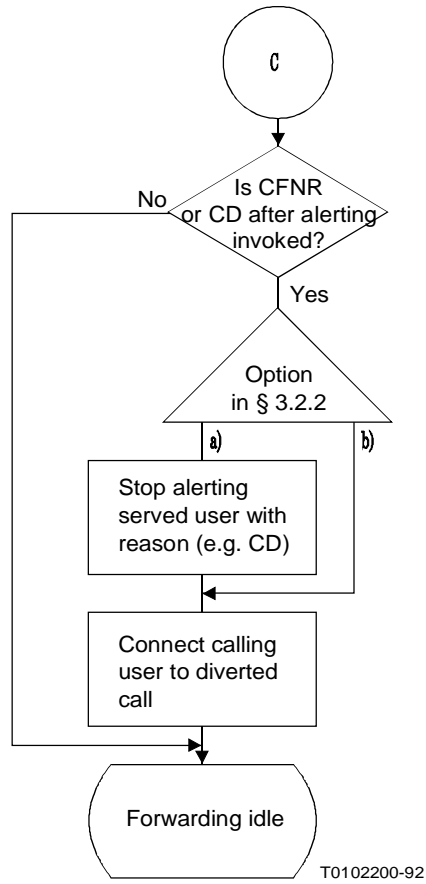 C
Is CFNR
or CD after alerting
invoked?
No
Yes
Option
in § 3.2.2
a)
b)
Stop alerting
served user with
reason (e.g. CD)
Connect calling
user to diverted
call
Forwarding idle
T0102200-92